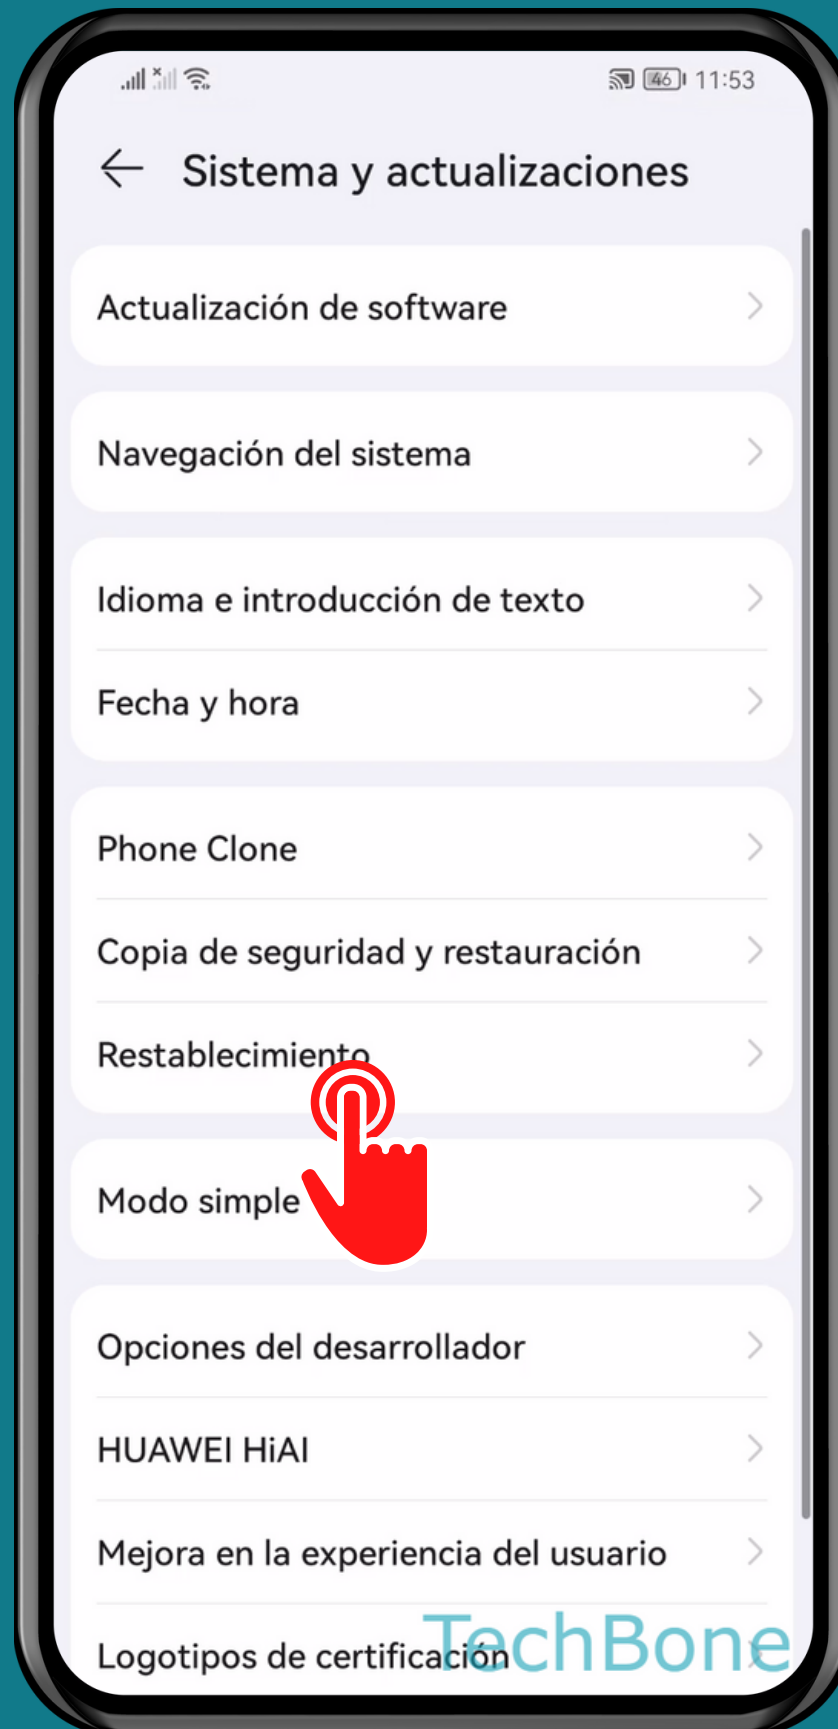 46 11:53
Sistema y actualizaciones
Actualización de software
Navegación del sistema
Idioma e introducción de texto
Fecha y hora
Phone Clone
Copia de seguridad y restauración
Restablecimiento
Modo simple
Opciones del desarrollador
HUAWEI HiAI
Mejora en la experiencia del usuario
Logotipos de certificación
TechBone